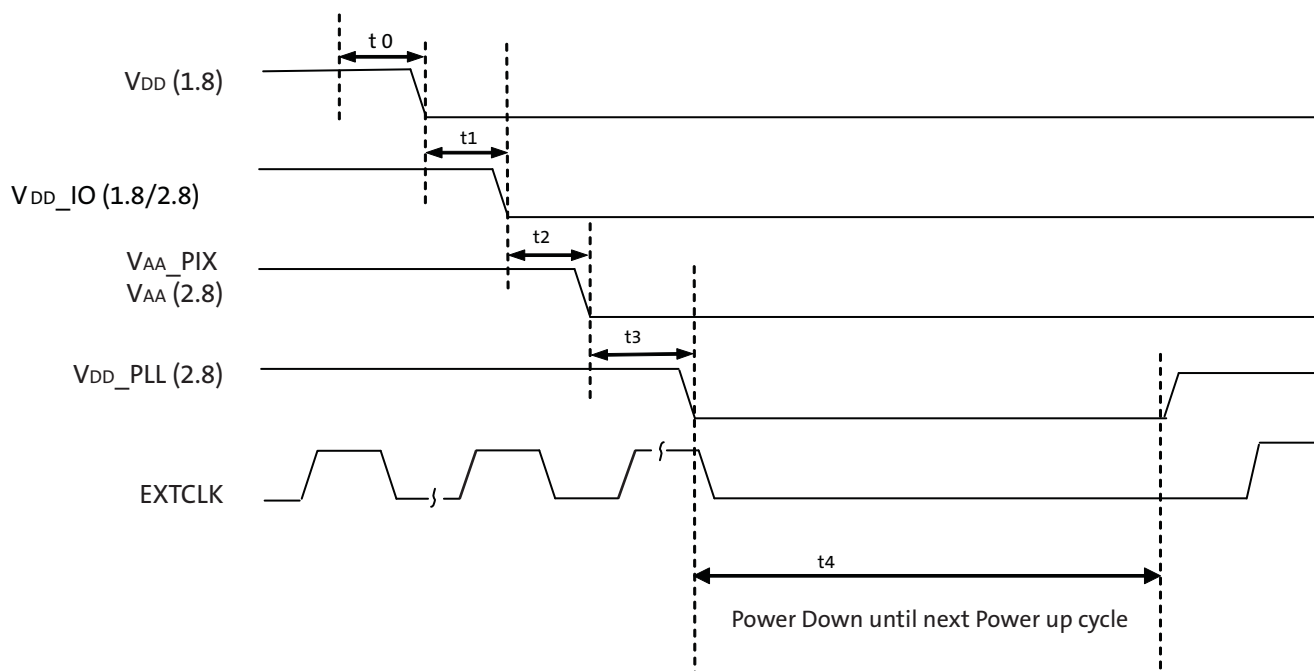 t 0
VDD (1.8)
t1
VDD_IO (1.8/2.8)
t2
VAA_PIX
VAA (2.8)
t3
VDD_PLL (2.8)
EXTCLK
t4
Power Down until next Power up cycle